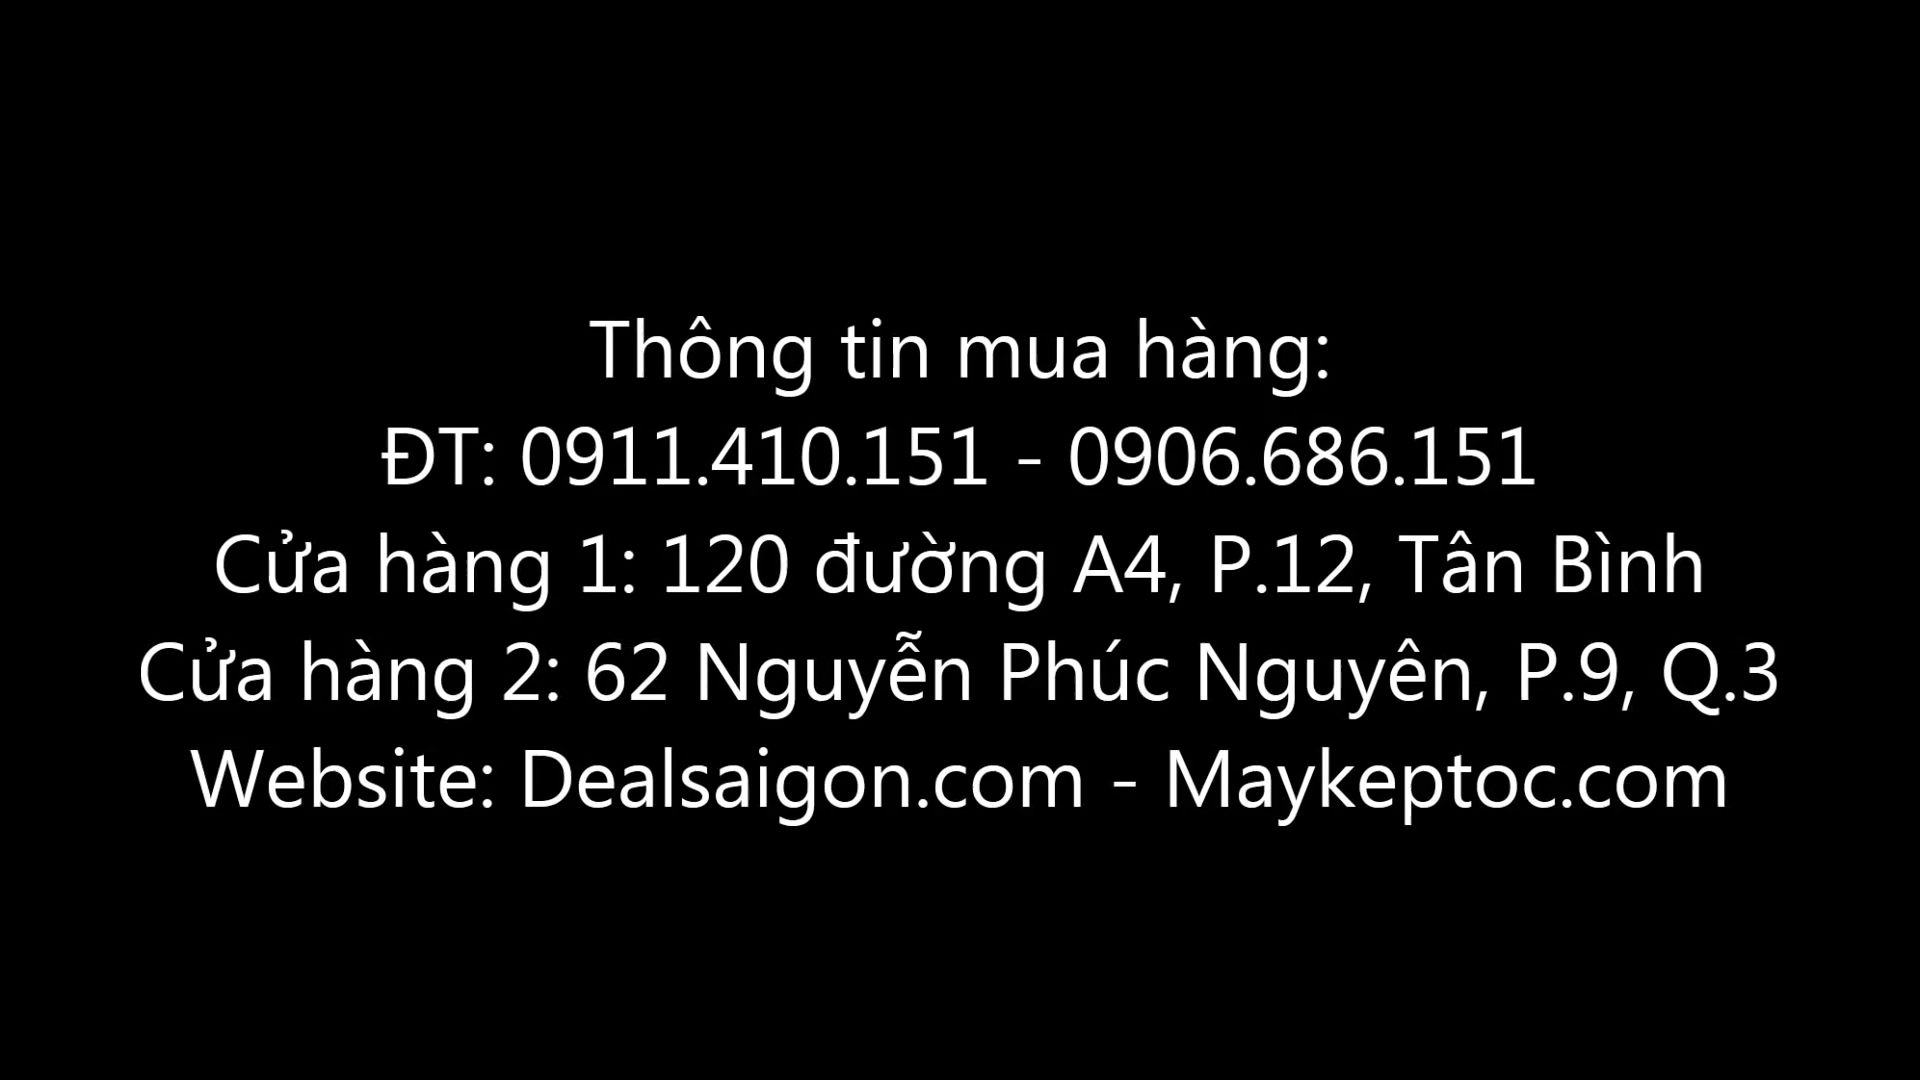 Thông tin mua hàng:
ĐT: 0911.410.151 - 0906.686.151
Cửa hàng 1: 120 đường A4, P.12, Tân Bình
Cửa hàng 2: 62 Nguyễn Phúc Nguyên, P.9, Q.3
Website: Dealsaigon.com - Maykeptoc.com